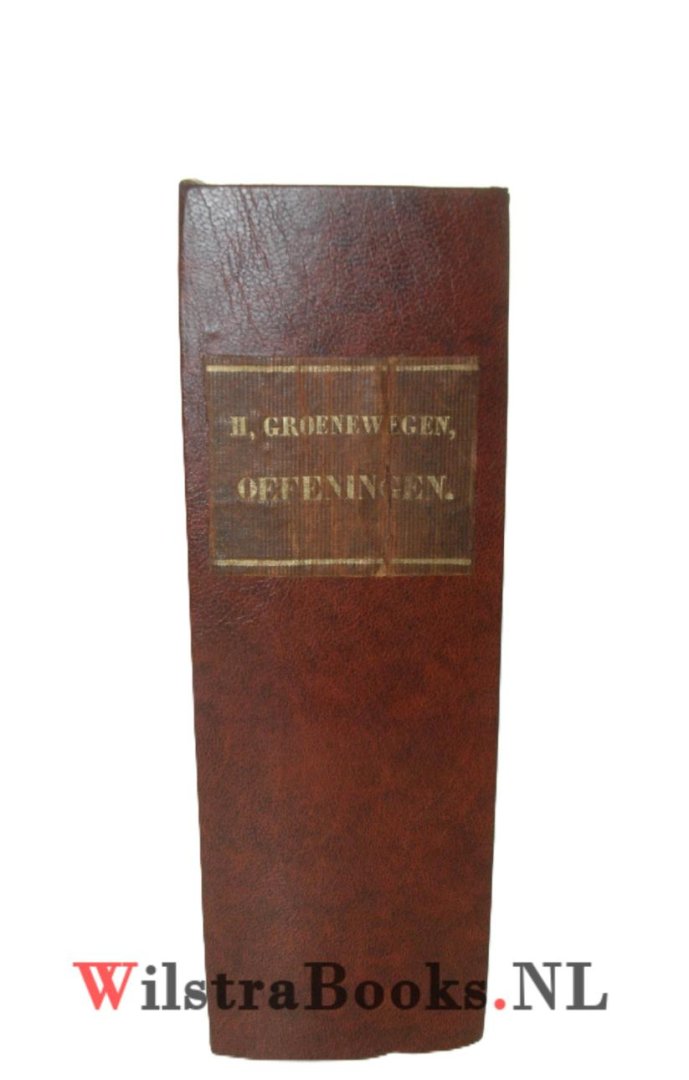 H, GROENEWEGEN,
OEFENINGEN.
WilstraBooks.NL